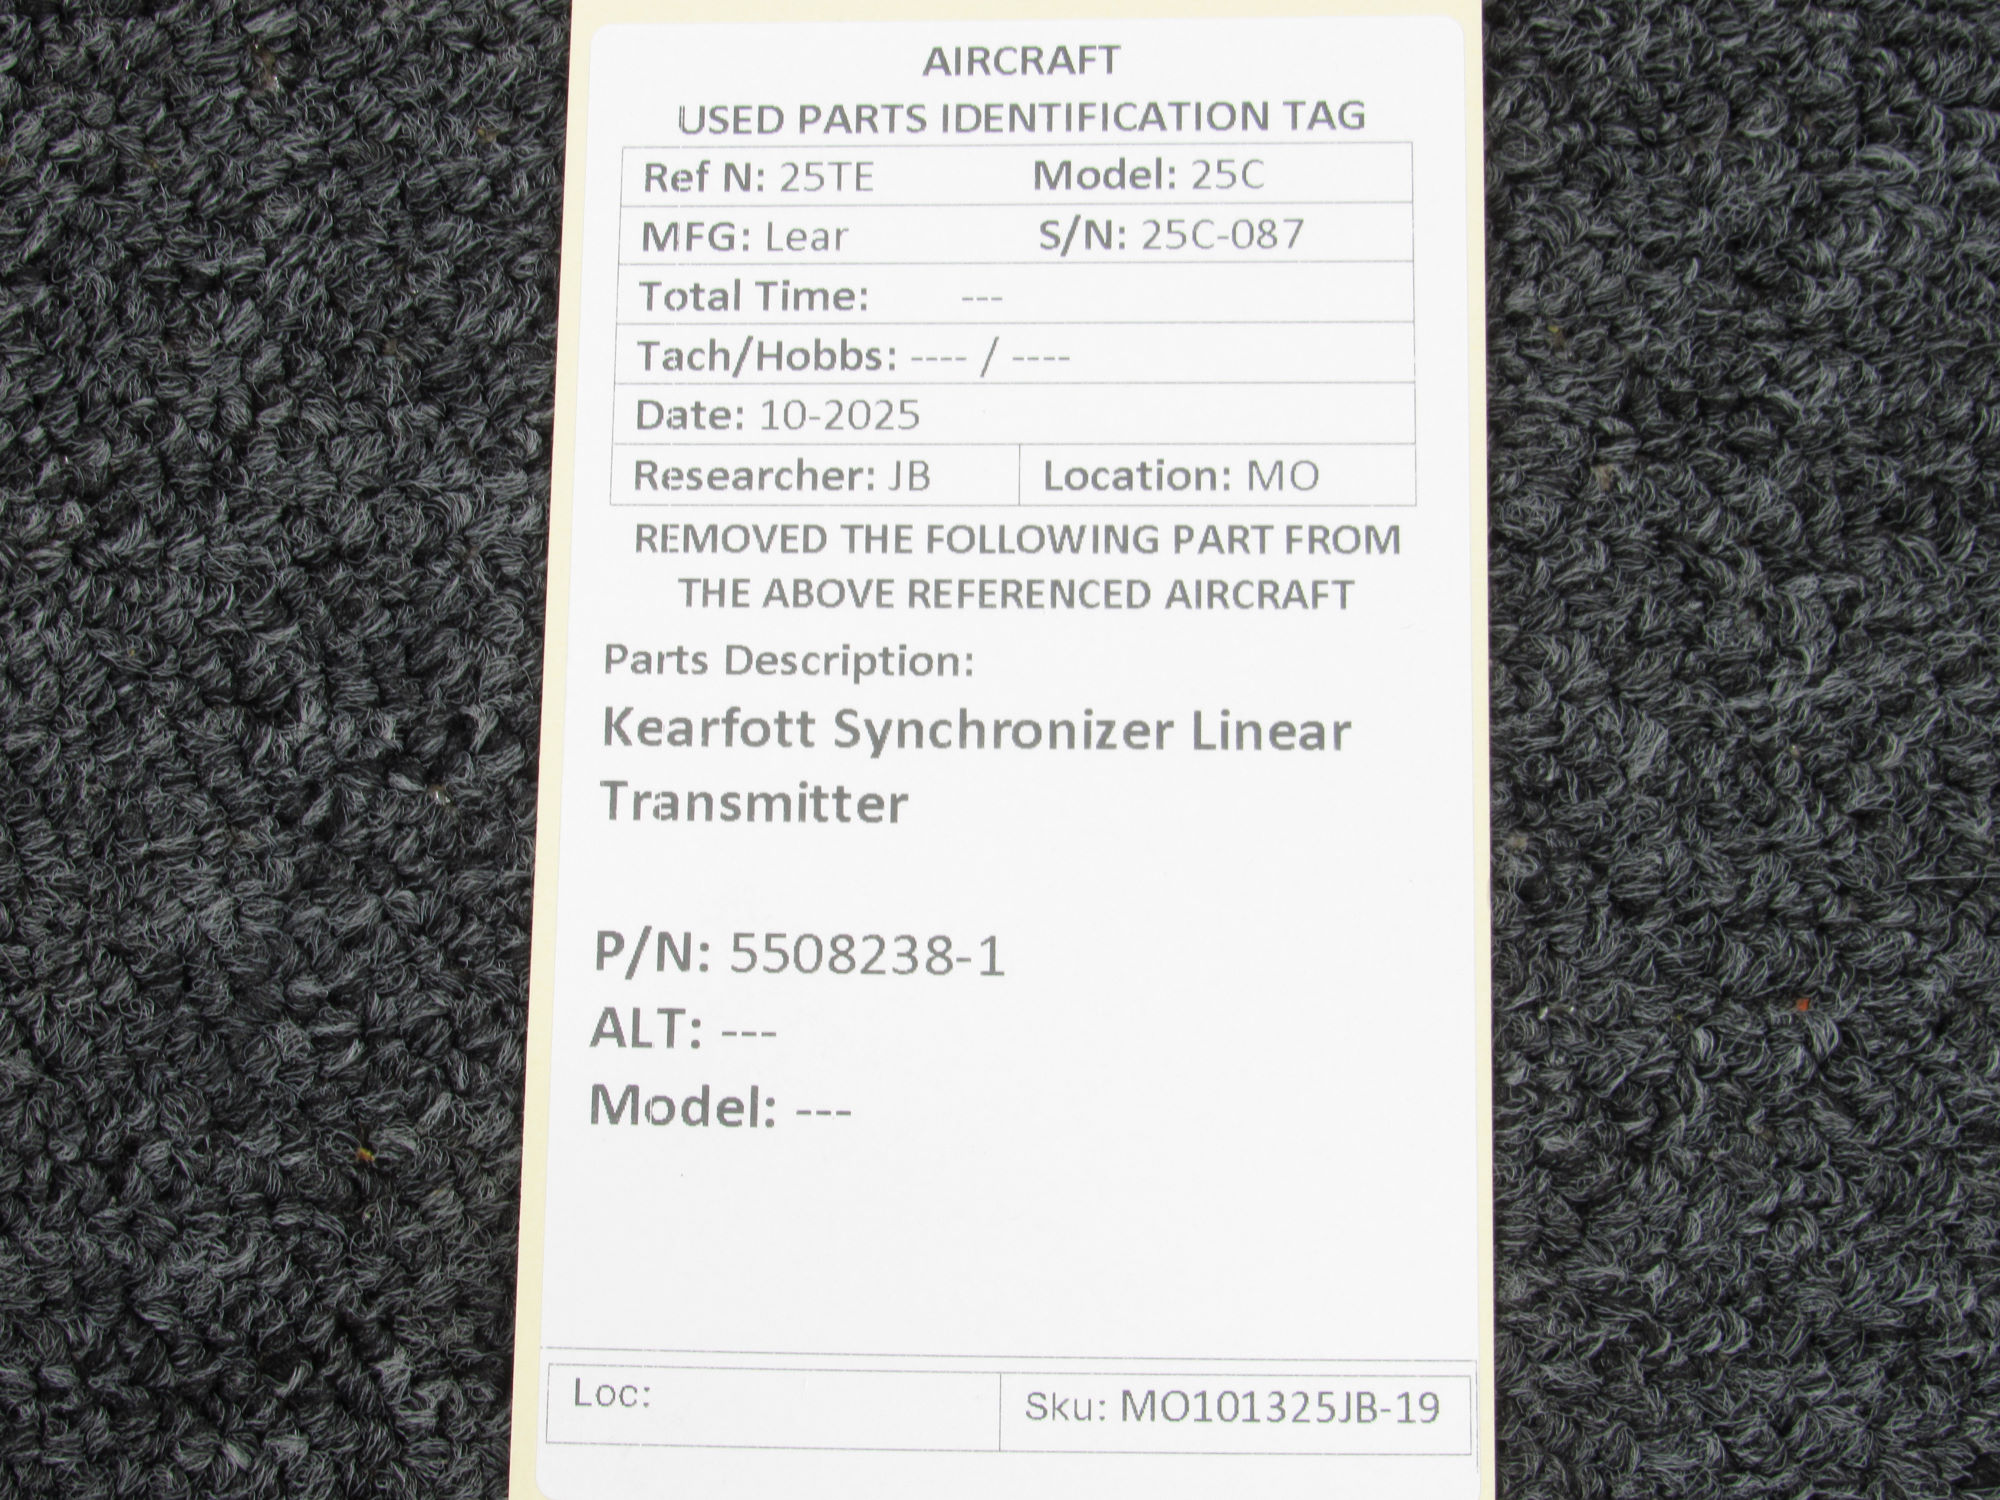 AIRCRAFT
USED PARTS IDENTIFICATION TAG
Ref N: 25TE Model: 25C
MFG: Lear S/N: 25C-087
Total Time: ---
Tach/Hobbs: ---- / ----
Date: 10-2025
Researcher: JB Location: MO
REMOVED THE FOLLOWING PART FROM
THE ABOVE REFERENCED AIRCRAFT
Parts Description:
Kearfott Synchronizer Linear
Transmitter
P/N: 5508238-1
ALT: ---
Model: ---
Loc: Sku: MO101325JB-19